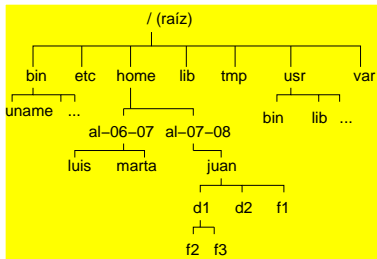 / (raíz)
bin etc home lib tmp usr var
uname ... bin lib ...
al−06−07 al−07−08
luis marta juan
d1 d2 f1
f2 f3